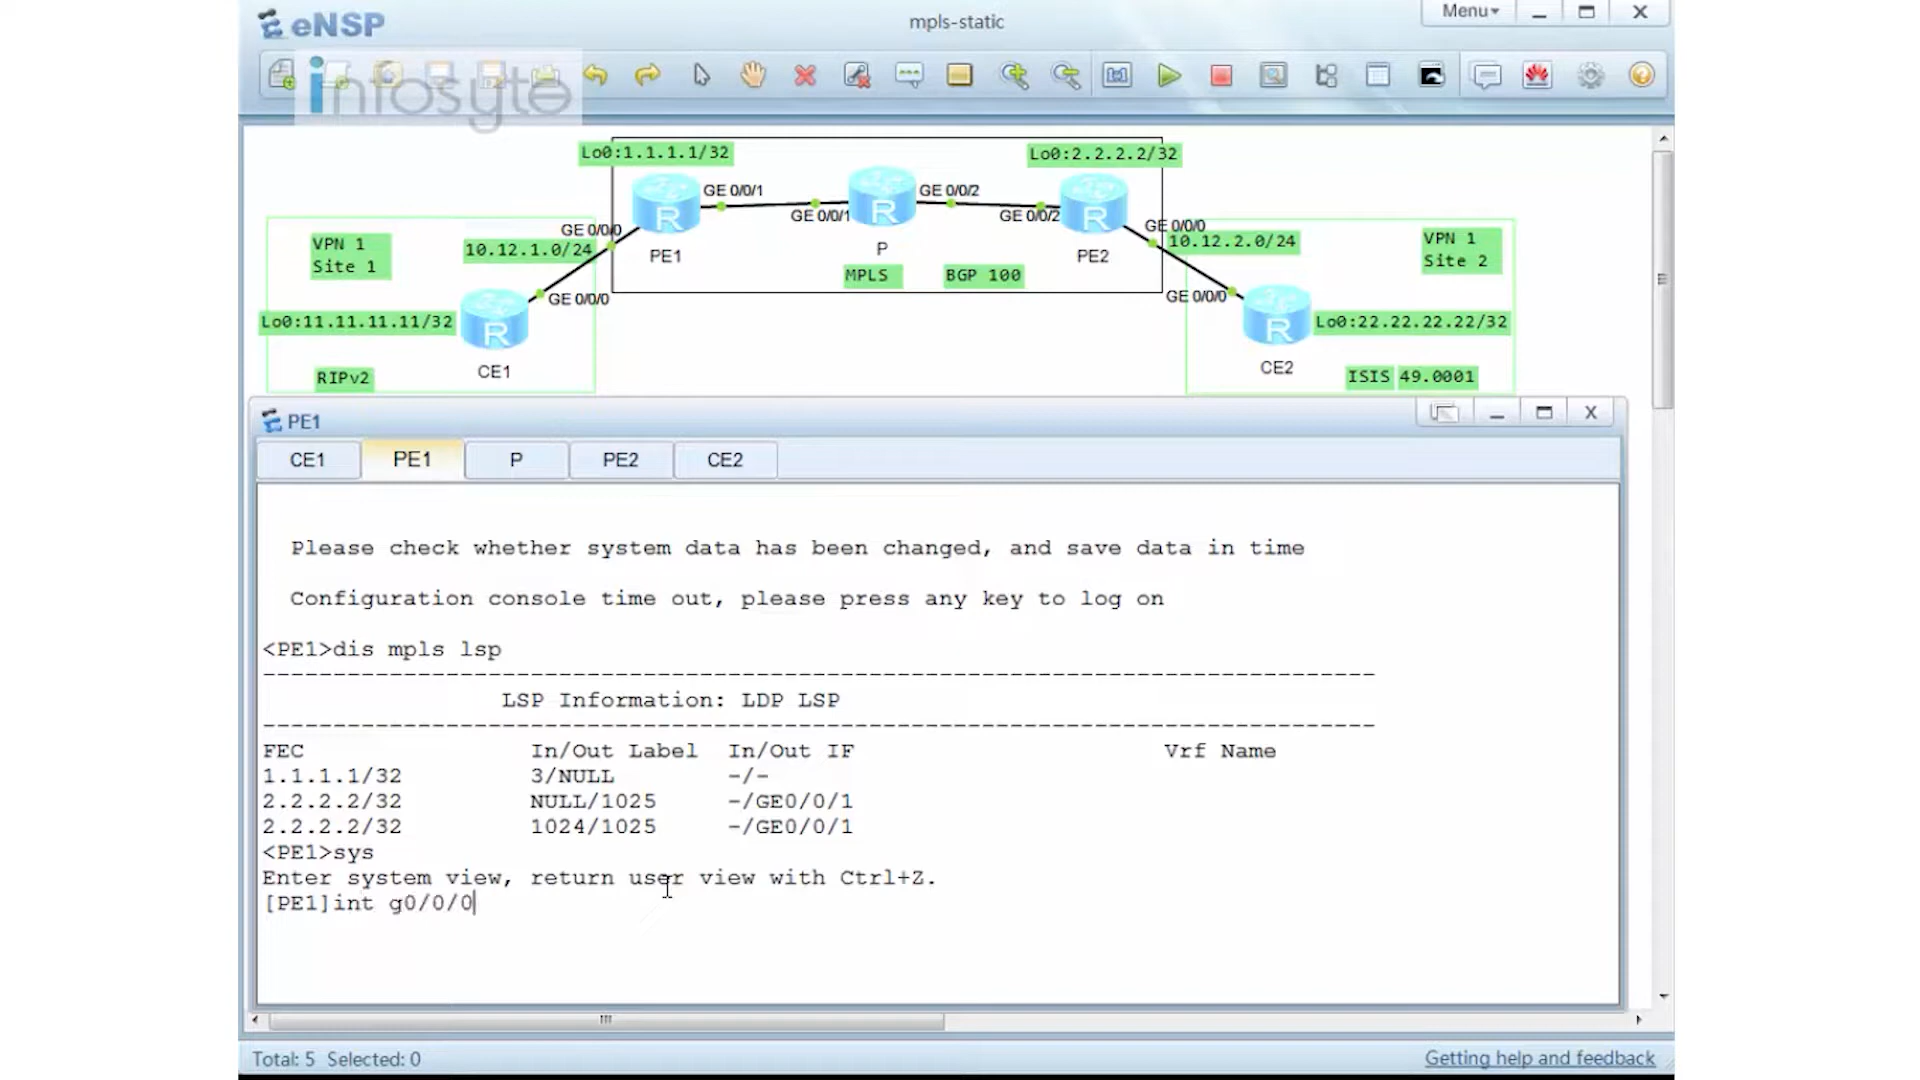 eNSP
mpls-static
Menu
infosyte
Lo0:1.1.1.1/32
Lo0:2.2.2.2/32
GE 0/0/1
GE 0/0/2
GE 0/0/1
GE 0/0/2
GE 0/0/0
GE 0/0/0
VPN 1
Site 1
10.12.1.0/24
PE1
P
PE2
10.12.2.0/24
VPN 1
Site 2
MPLS
BGP 100
GE 0/0/0
GE 0/0/0
Lo0:11.11.11.11/32
Lo0:22.22.22.22/32
RIPv2
CE1
CE2
ISIS 49.0001
PE1
CE1 PE1 P PE2 CE2
Please check whether system data has been changed, and save data in time
Configuration console time out, please press any key to log on
<PE1>dis mpls lsp
-------------------------------------------------------------------------------
LSP Information: LDP LSP
-------------------------------------------------------------------------------
FEC In/Out Label In/Out IF Vrf Name
1.1.1.1/32 3/NULL -/-
2.2.2.2/32 NULL/1025 -/GE0/0/1
2.2.2.2/32 1024/1025 -/GE0/0/1
<PE1>sys
Enter system view, return user view with Ctrl+Z.
[PE1]int g0/0/0
Total: 5 Selected: 0
Getting help and feedback